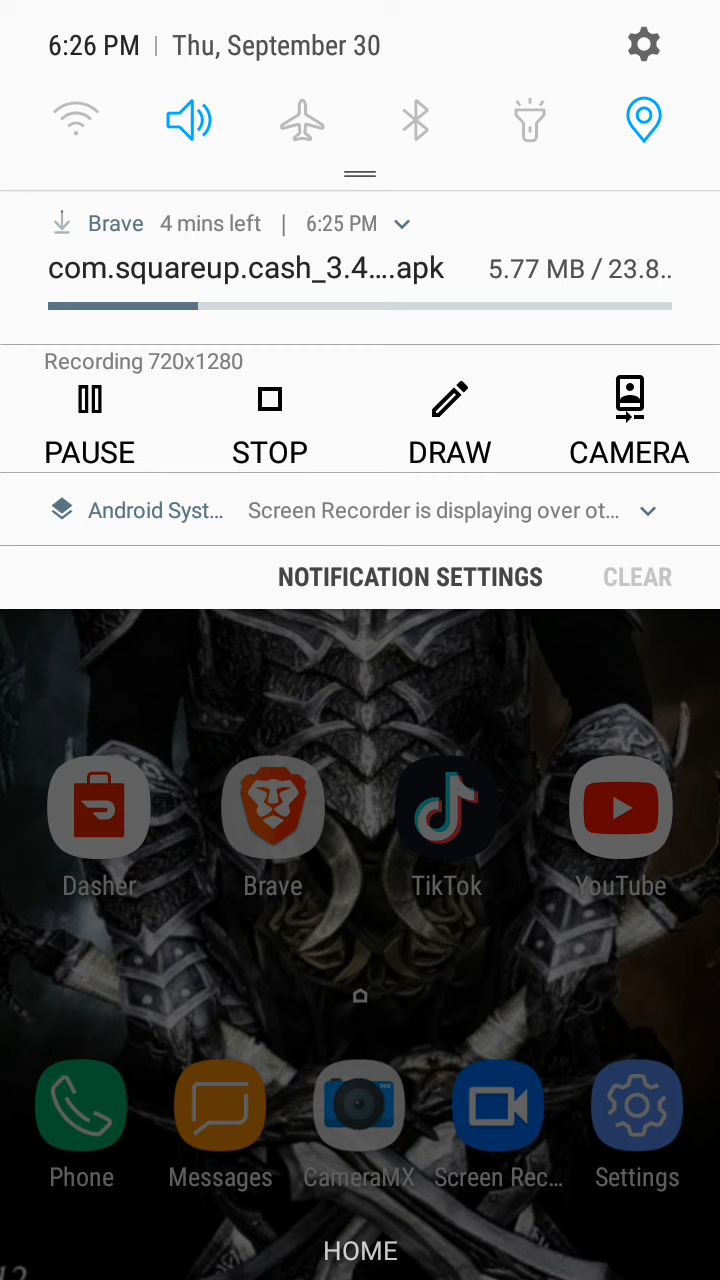 6:26 PM | Thu, September 30
Brave 4 mins left | 6:25 PM
com.squareup.cash_3.4....apk 5.77 MB / 23.8..
Recording 720x1280
PAUSE STOP DRAW CAMERA
Android Syst... Screen Recorder is displaying over ot...
NOTIFICATION SETTINGS CLEAR
Dasher Brave TikTok YouTube
Phone Messages CameraMX Screen Rec... Settings
HOME